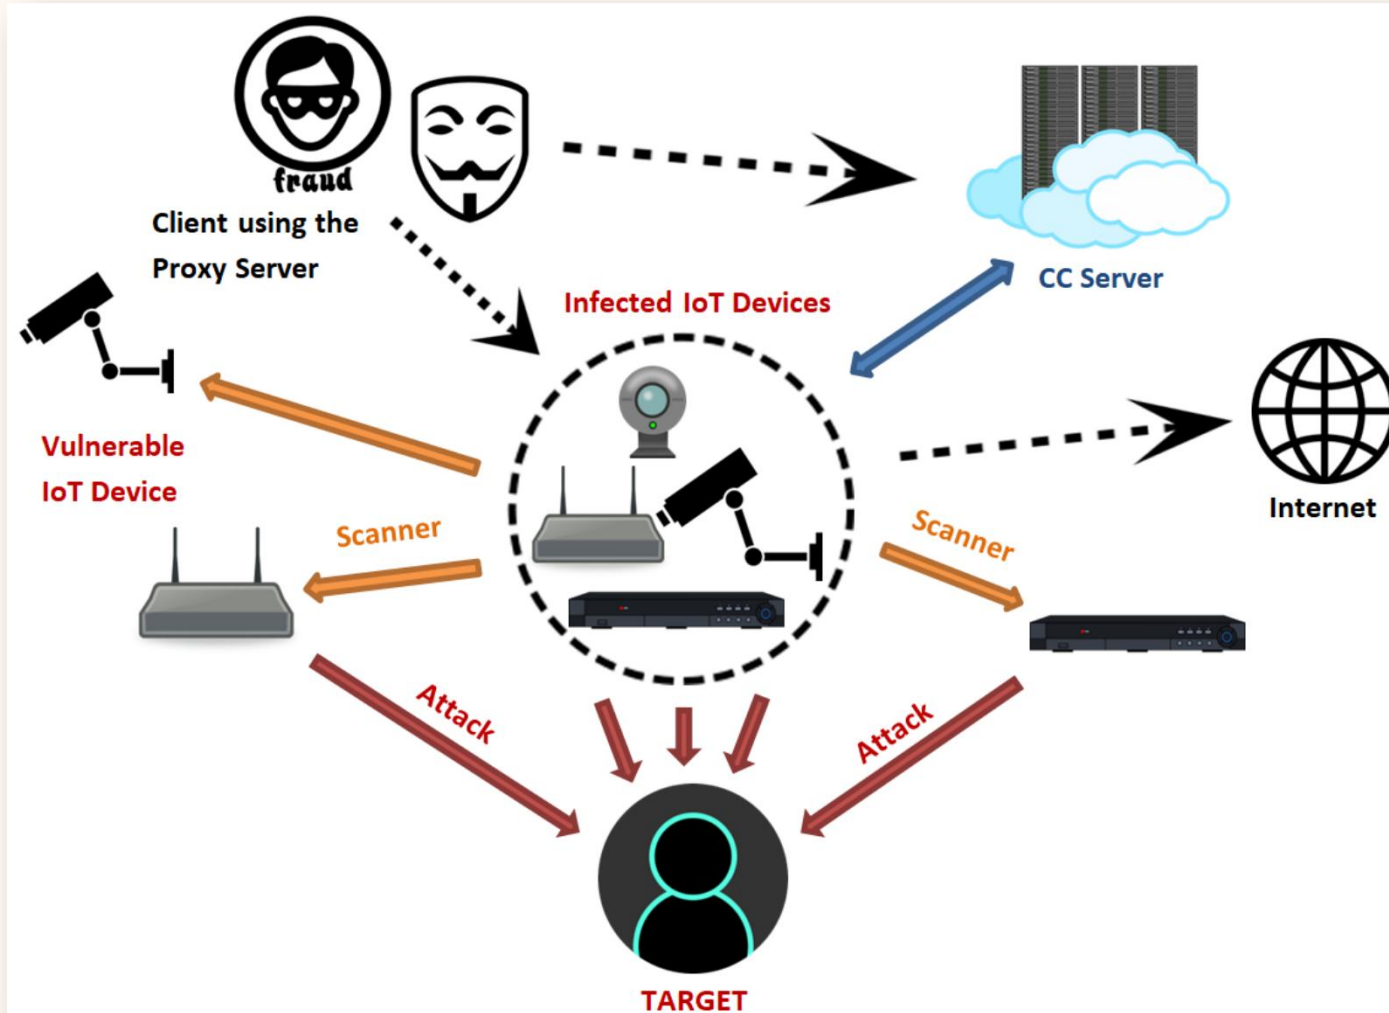 fraud
Client using the
Proxy Server
CC Server
Infected IoT Devices
Vulnerable
IoT Device
Internet
Scanner
Scanner
Attack
Attack
TARGET